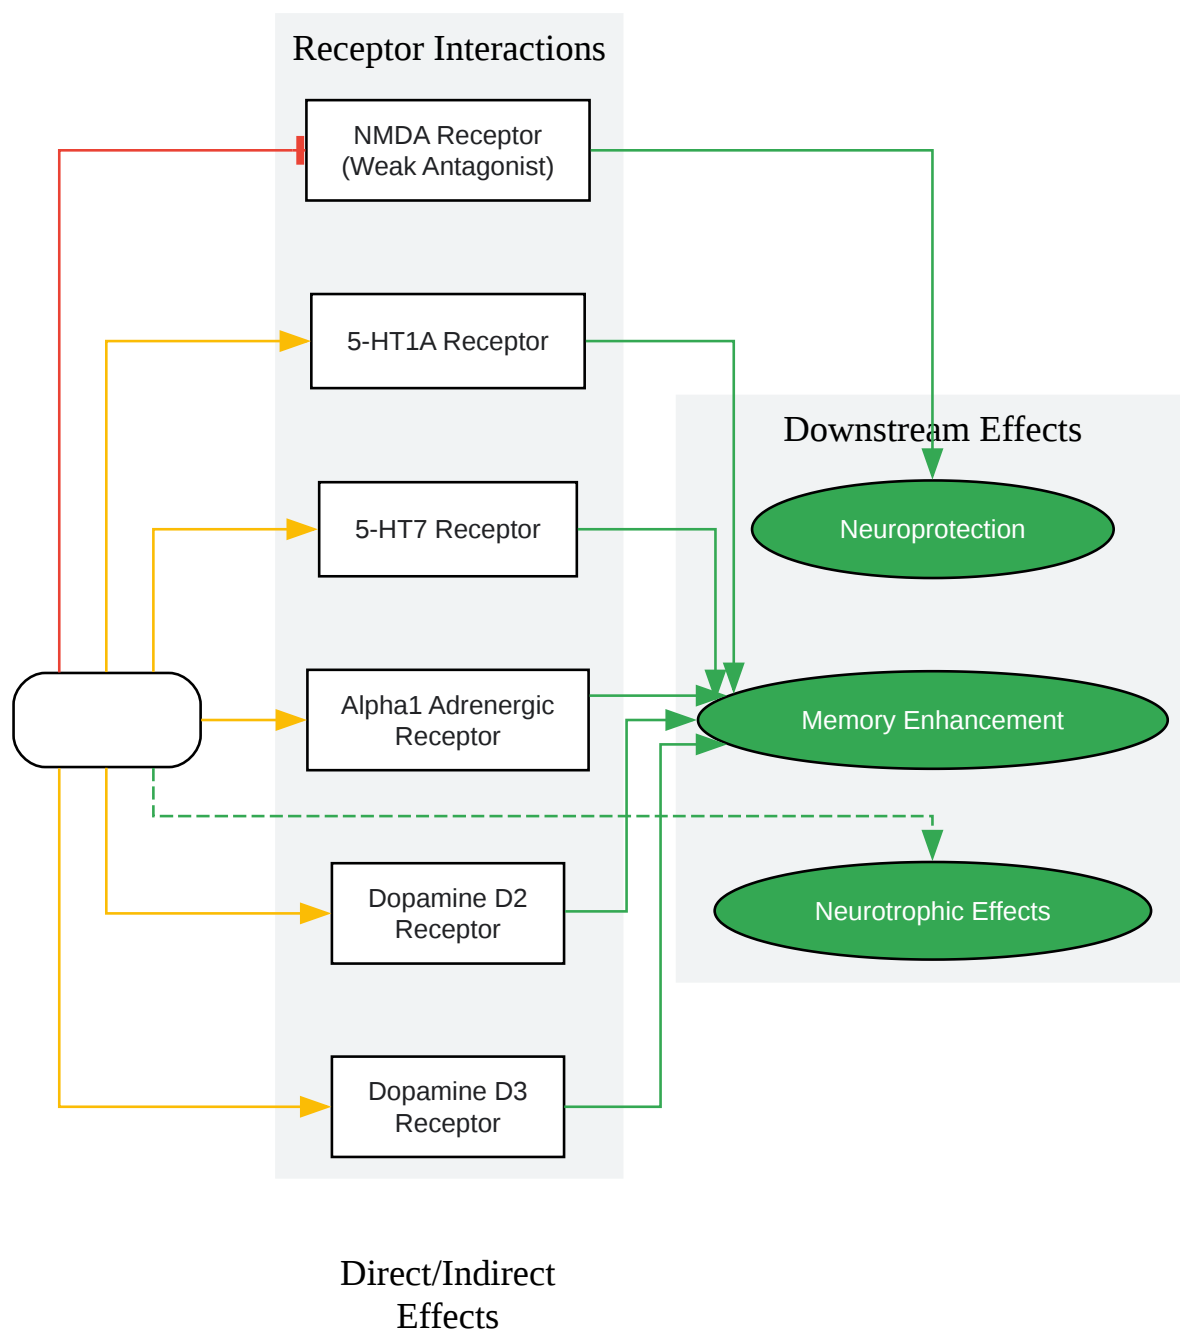 Receptor Interactions
NMDA Receptor
(Weak Antagonist)
5-HT1A Receptor
Downstream Effects
5-HT7 Receptor
Neuroprotection
Alpha1 Adrenergic
Receptor
Memory Enhancement
Dopamine D2
Receptor
Neurotrophic Effects
Dopamine D3
Receptor
Direct/Indirect
Effects